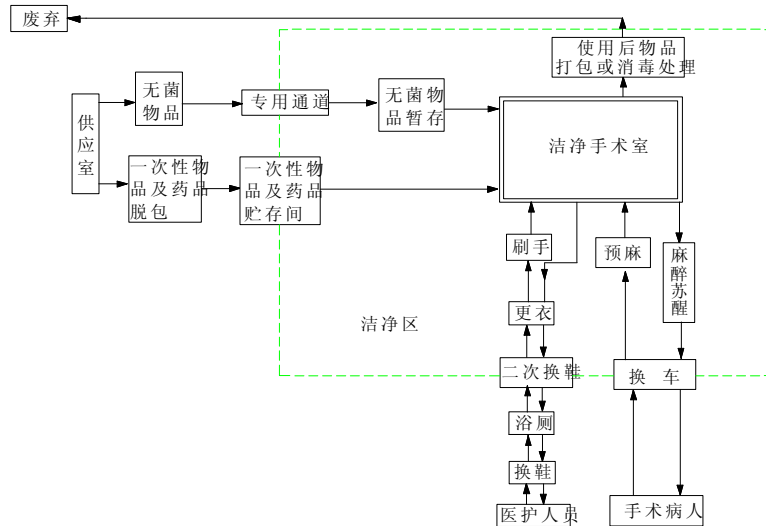 废弃
使用后物品
打包或消毒处理
无菌
物品
专用通道
无菌物
品暂存
供应室
洁净手术室
一次性物
品及药品
脱包
一次性物
品及药品
贮存间
刷手
预麻
麻醉苏醒
更衣
洁净区
二次换鞋
换 车
浴厕
换鞋
医护人员
手术病人